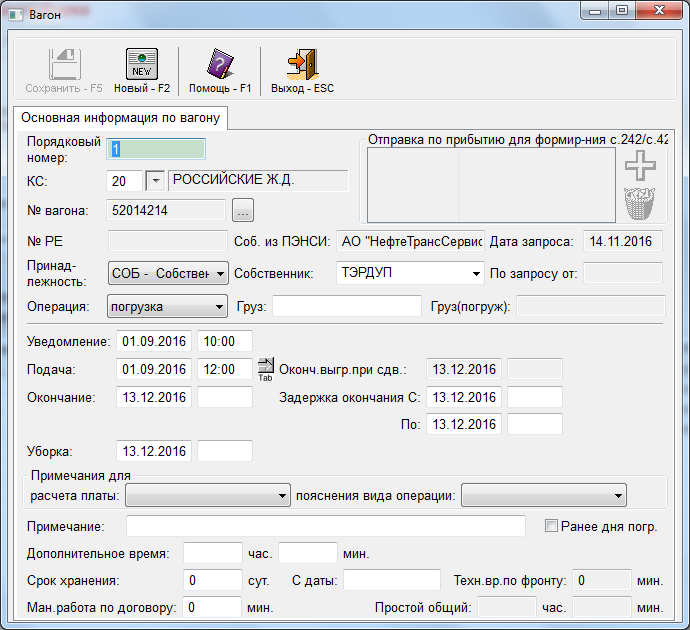 Вагон
NEW
Сохранить - F5 Новый - F2 Помощь - F1 Выход - ESC
Основная информация по вагону
Порядковый номер: 1
Отправка по прибытию для формир-ния с.242/с.42
КС: 20 РОССИЙСКИЕ Ж.Д.
№ вагона: 52014214 ...
№ РЕ Соб. из ПЭНСИ: АО "НефтеТрансСервис Дата запроса: 14.11.2016
Принад-
лежность: СОБ - Собствен Собственник: ТЭРДУП По запросу от:
Операция: погрузка Груз: Груз(погруж):
Уведомление: 01.09.2016 10:00
Подача: 01.09.2016 12:00 Tab Оконч.выгр.при сдв.: 13.12.2016
Окончание: 13.12.2016 Задержка окончания С: 13.12.2016
По: 13.12.2016
Уборка: 13.12.2016
Примечания для
расчета платы: пояснения вида операции:
Примечание: Ранее дня погр.
Дополнительное время: час. мин.
Срок хранения: 0 сут. С даты: Техн.вр.по фронту: 0 мин.
Ман.работа по договору: 0 мин. Простой общий: час. мин.